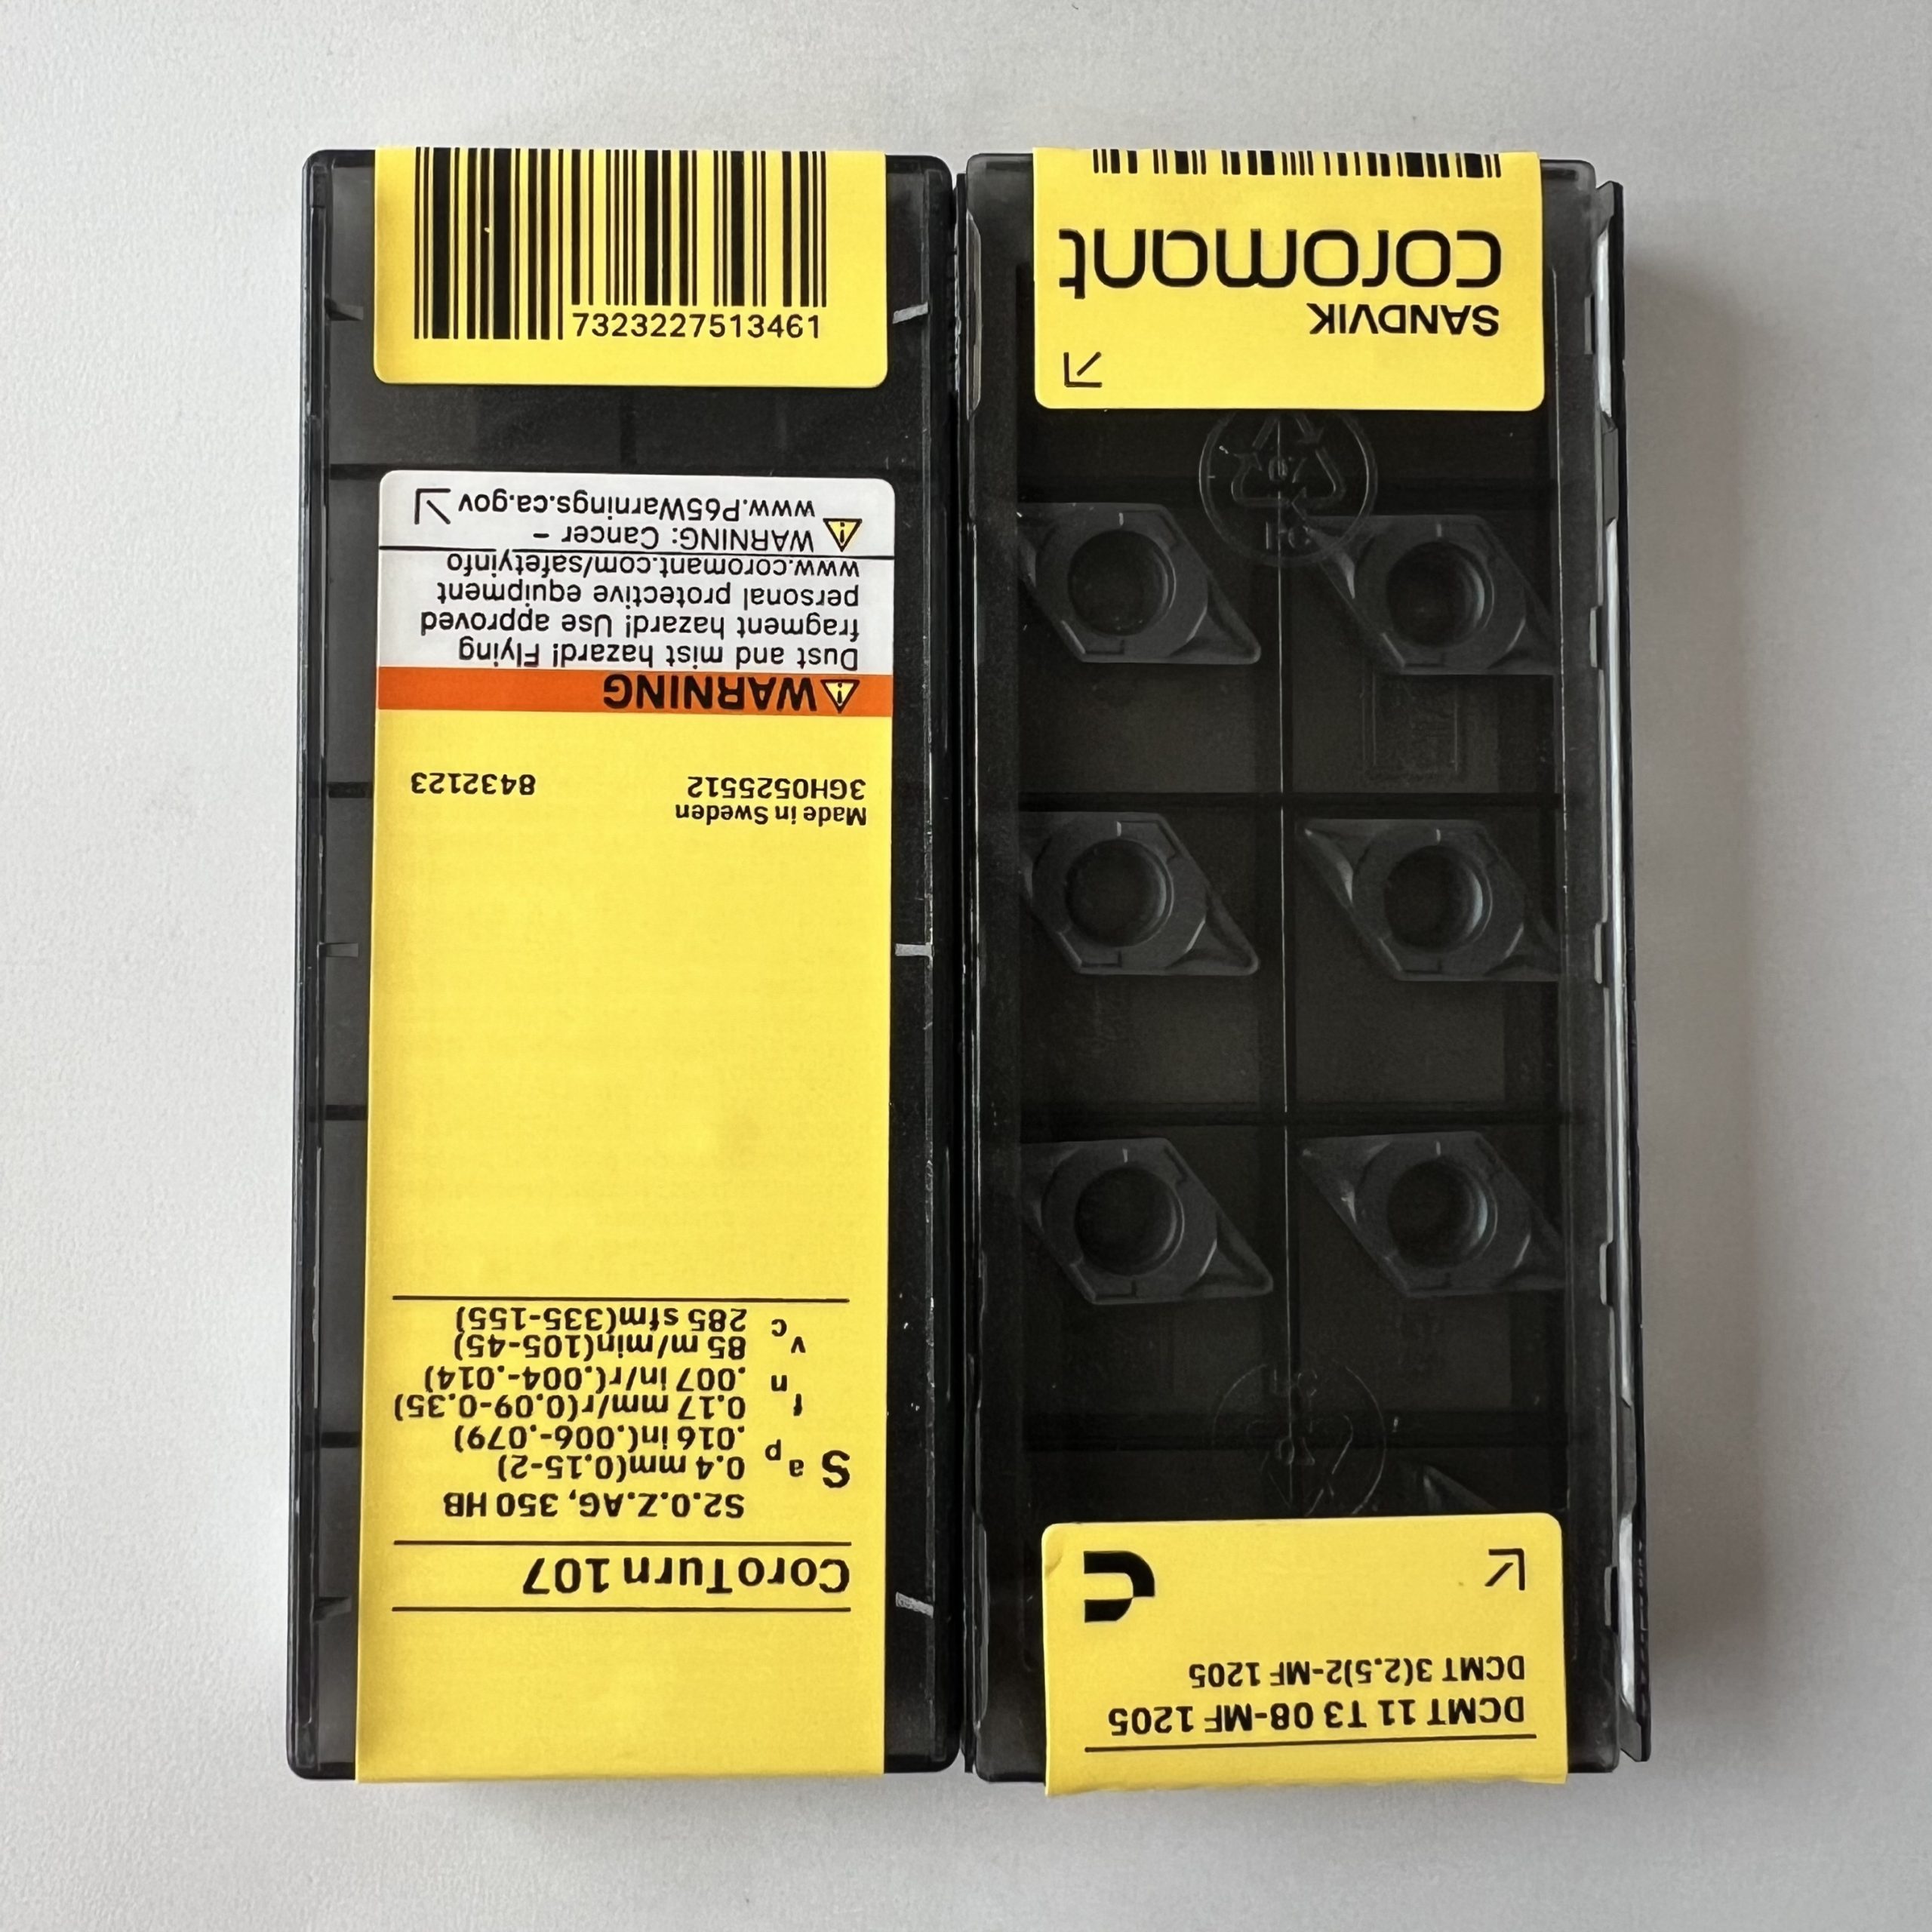 CoroTurn 107
S2.0.Z.AG, 350 HB
S ap 0.4 mm(0.15-2)
.016 in(.006-.079)
fn 0.17 mm/r(0.09-0.35)
.007 in/r(.004-.014)
vc 85 m/min(105-45)
285 sfm(335-155)
Made in Sweden
3GH0525512 8432123
WARNING
Dust and mist hazard! Flying
fragment hazard! Use approved
personal protective equipment
www.coromant.com/safetyinfo
WARNING: Cancer –
www.P65Warnings.ca.gov
7323227513461
DCMT 11 T3 08-MF 1205
DCMT 3(2.5)2-MF 1205
SANDVIK
coromant